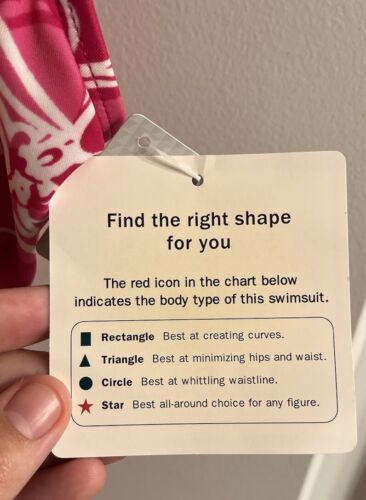 Find the right shape
for you
The red icon in the chart below
indicates the body type of this swimsuit.
Rectangle Best at creating curves.
Triangle Best at minimizing hips and waist.
Circle Best at whittling waistline.
Star Best all-around choice for any figure.